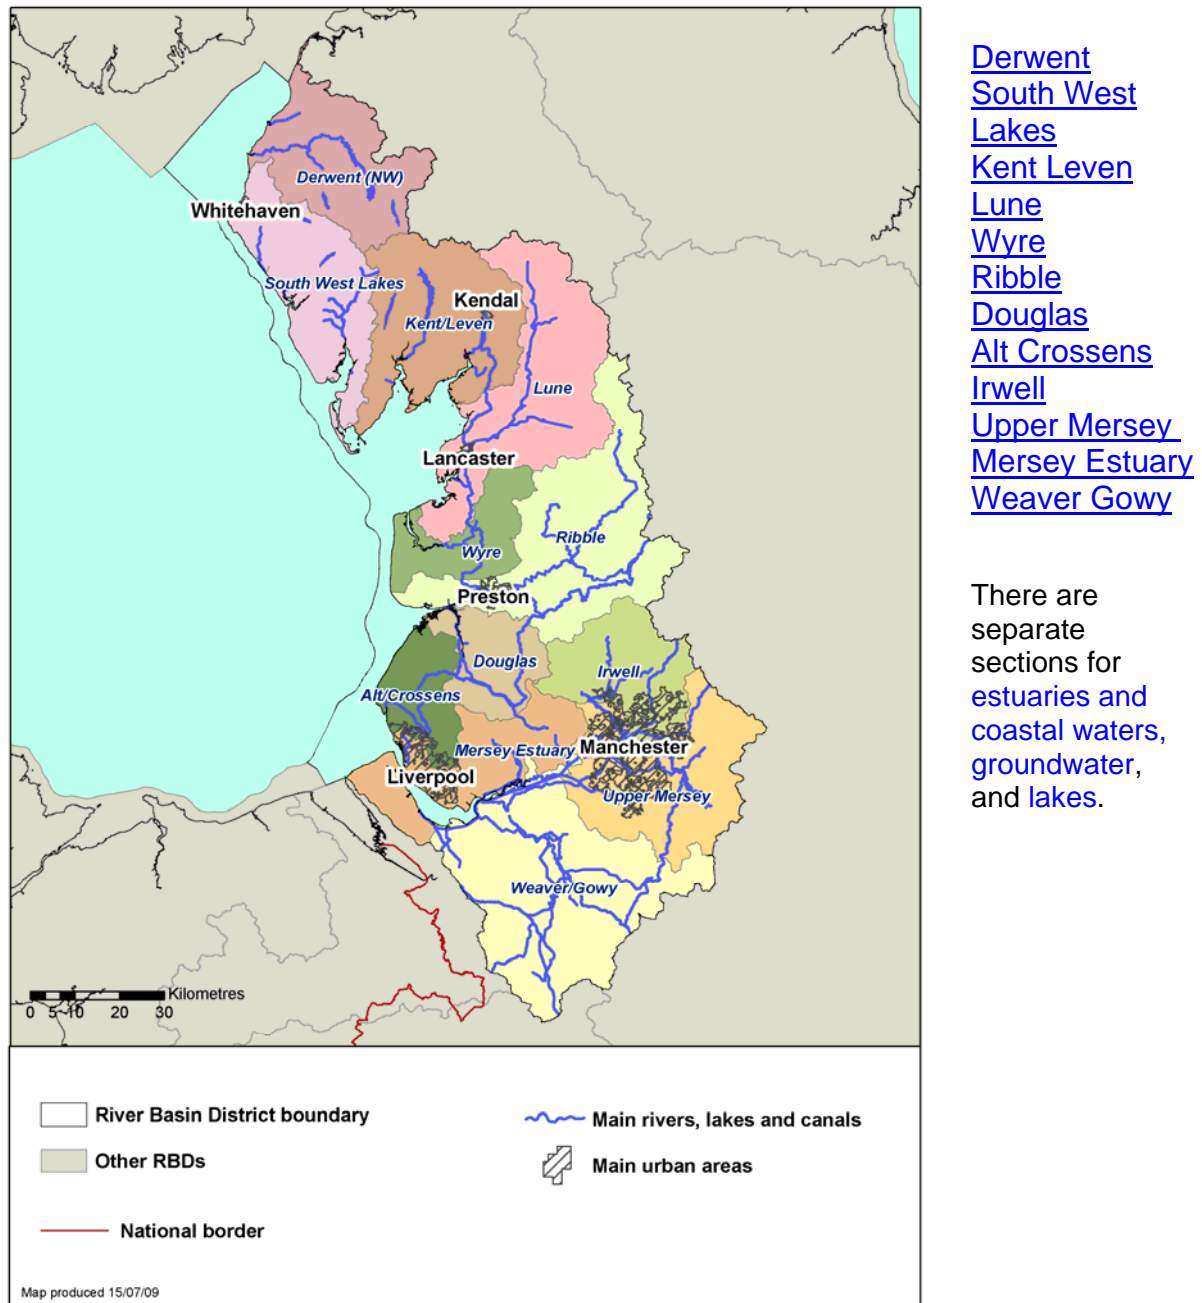 Derwent (NW)
Whitehaven
South West Lakes
Kendal
Kent/Leven
Lune
Lancaster
Wyre
Ribble
Preston
Douglas
Irwell
Alt/Crossens
Mersey Estuary
Manchester
Liverpool
Upper Mersey
Weaver/Gowy
Kilometres
0 5 10 20 30
River Basin District boundary
Other RBDs
National border
Main rivers, lakes and canals
Main urban areas
Map produced 15/07/09
Derwent
South West
Lakes
Kent Leven
Lune
Wyre
Ribble
Douglas
Alt Crossens
Irwell
Upper Mersey
Mersey Estuary
Weaver Gowy
There are
separate
sections for
estuaries and
coastal waters,
groundwater,
and lakes.